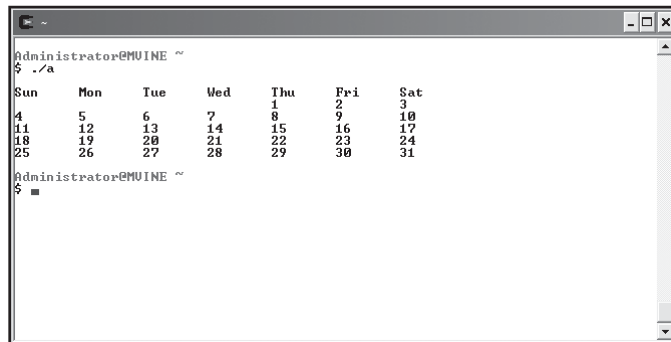 ~
Administrator@MVINE ~
$ ./a
Sun Mon Tue Wed Thu Fri Sat
1 2 3
4 5 6 7 8 9 10
11 12 13 14 15 16 17
18 19 20 21 22 23 24
25 26 27 28 29 30 31
Administrator@MVINE ~
$